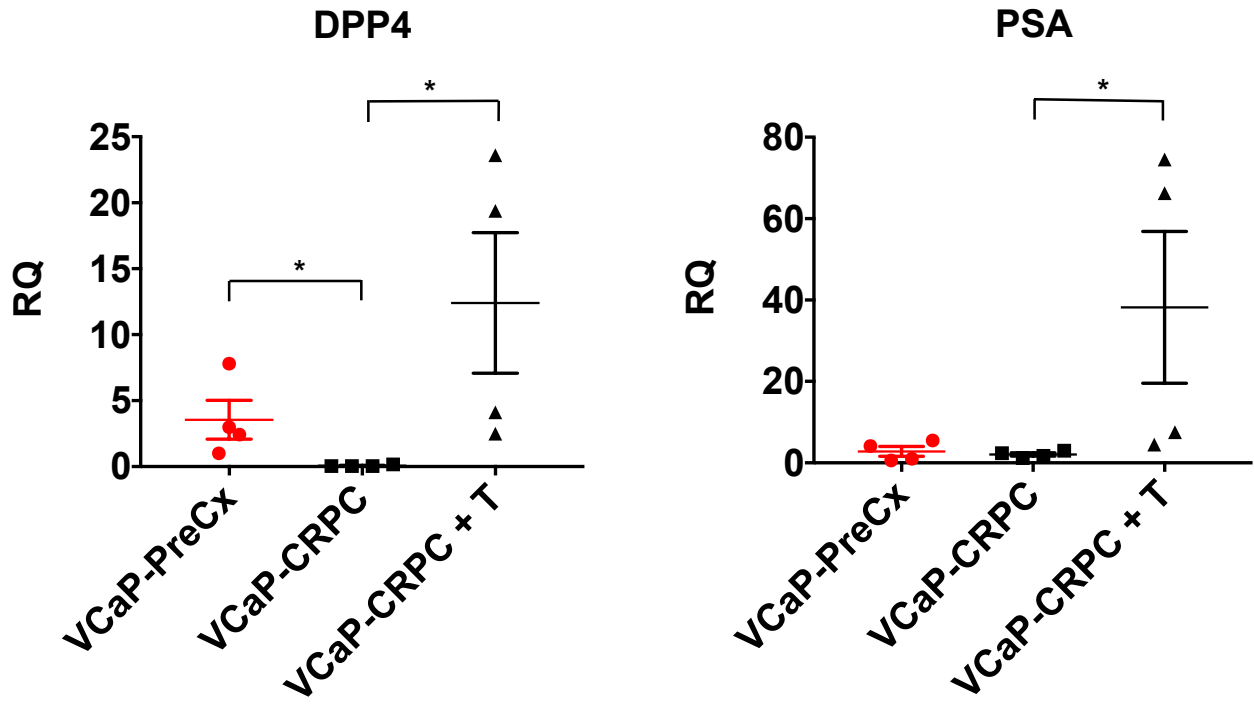 DPP4
*
*
25
20
15
10
5
0
RQ
VCaP-PreCx
VCaP-CRPC
VCaP-CRPC + T
PSA
*
80
60
40
20
0
RQ
VCaP-PreCx
VCaP-CRPC
VCaP-CRPC + T